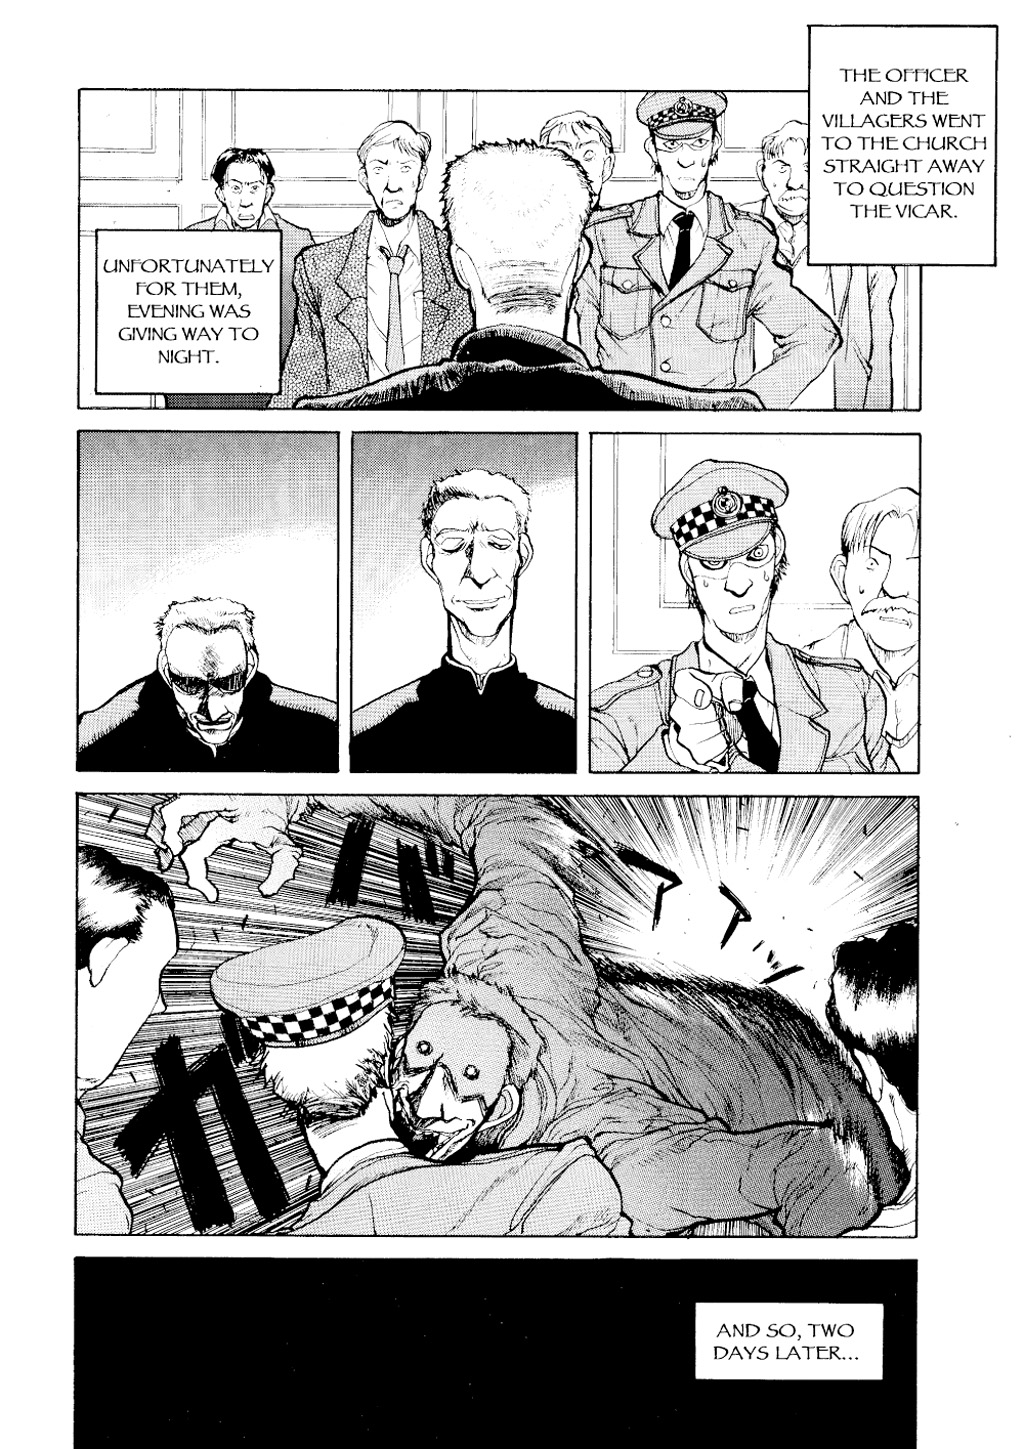 THE OFFICER
AND THE
VILLAGERS WENT
TO THE CHURCH
STRAIGHT AWAY
TO QUESTION
THE VICAR.
UNFORTUNATELY
FOR THEM,
EVENING WAS
GIVING WAY TO
NIGHT.
AND SO, TWO
DAYS LATER...